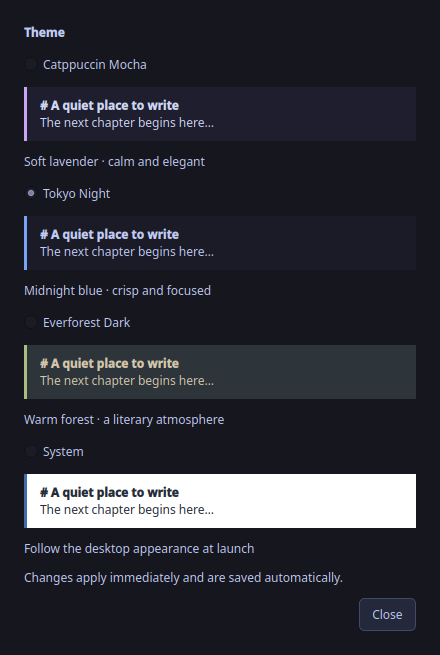 Theme
Catppuccin Mocha
# A quiet place to write
The next chapter begins here...
Soft lavender · calm and elegant
Tokyo Night
# A quiet place to write
The next chapter begins here...
Midnight blue · crisp and focused
Everforest Dark
# A quiet place to write
The next chapter begins here...
Warm forest · a literary atmosphere
System
# A quiet place to write
The next chapter begins here...
Follow the desktop appearance at launch
Changes apply immediately and are saved automatically.
Close